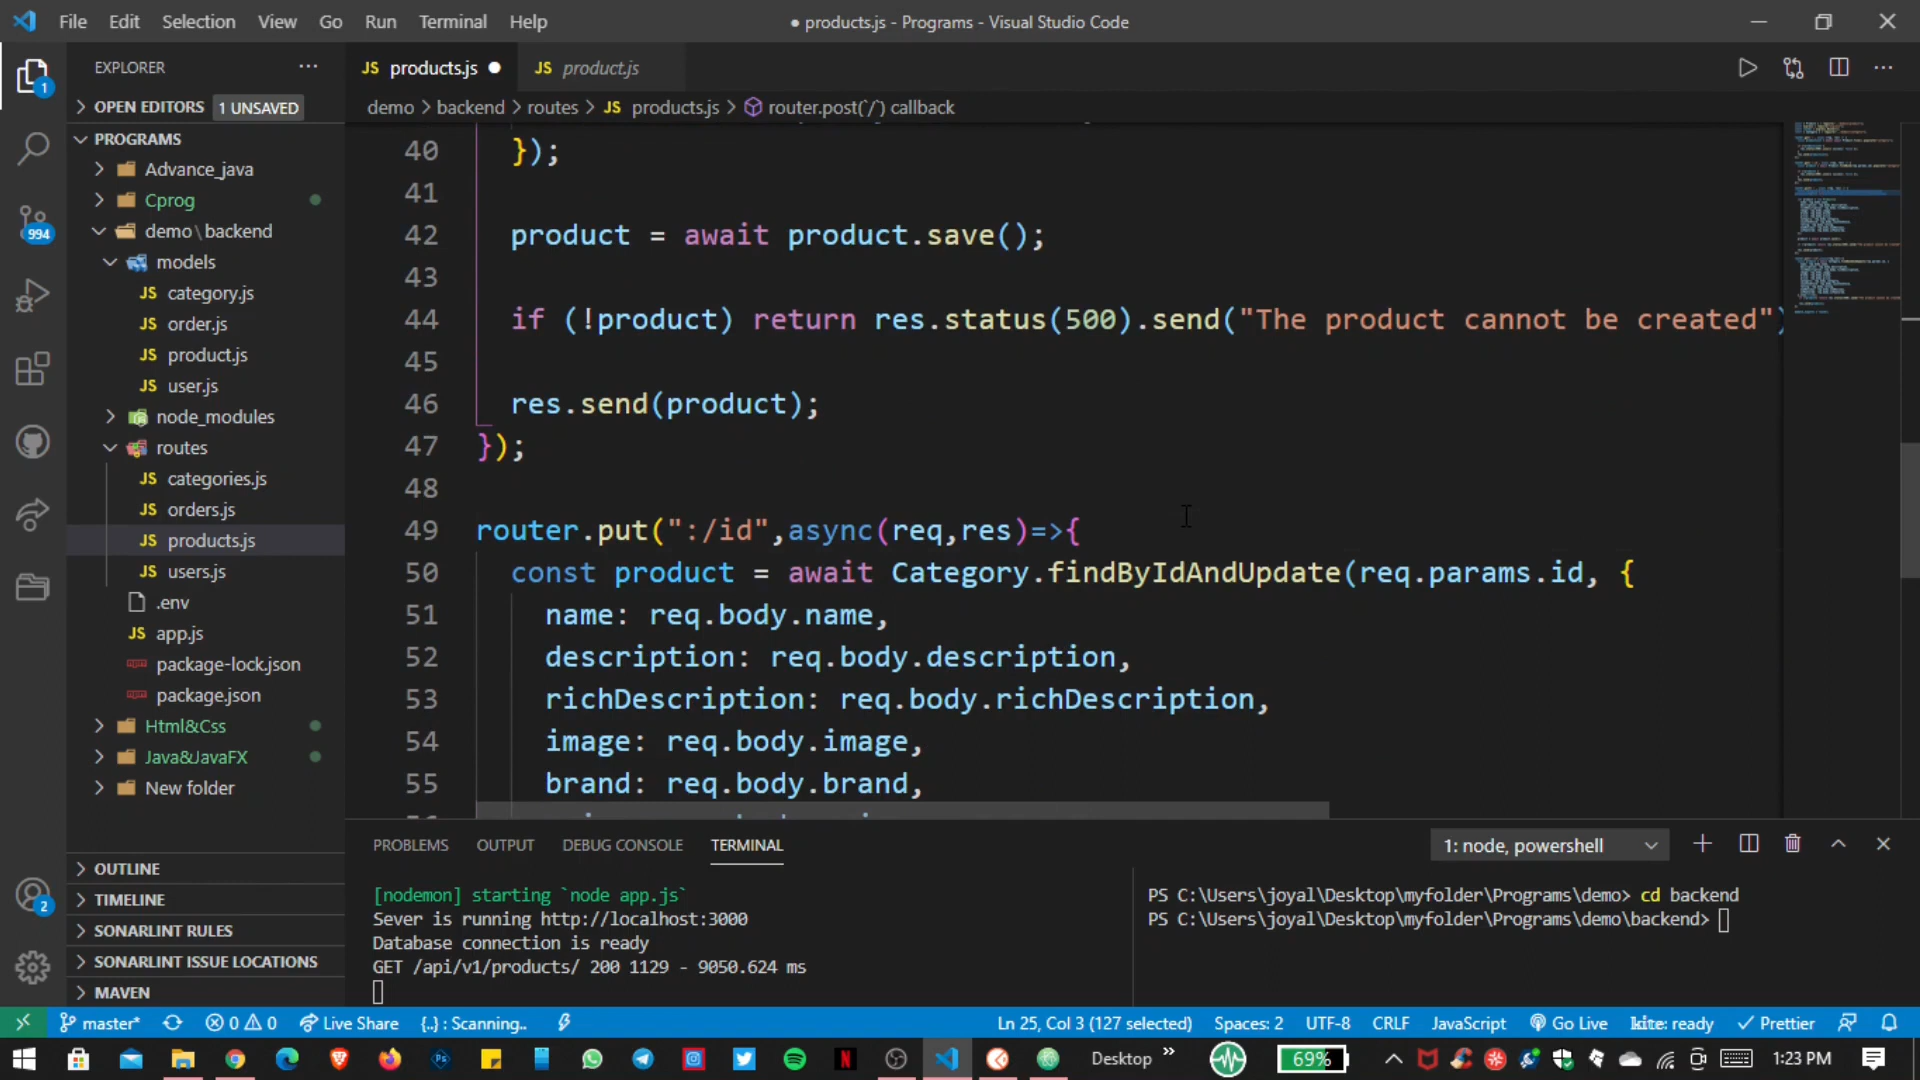 File Edit Selection View Go Run Terminal Help
● products.js - Programs - Visual Studio Code
EXPLORER
OPEN EDITORS 1 UNSAVED
PROGRAMS
Advance_java
Cprog
demo\backend
models
JS category.js
JS order.js
JS product.js
JS user.js
node_modules
routes
JS categories.js
JS orders.js
JS products.js
JS users.js
.env
JS app.js
package-lock.json
package.json
Html&Css
Java&JavaFX
New folder
OUTLINE
TIMELINE
SONARLINT RULES
SONARLINT ISSUE LOCATIONS
MAVEN
1
994
2
JS products.js ● JS product.js
demo > backend > routes > JS products.js > router.post(`/`) callback
40 });
41
42 product = await product.save();
43
44 if (!product) return res.status(500).send("The product cannot be created")
45
46 res.send(product);
47 });
48
49 router.put(":/id",async(req,res)=>{
50 const product = await Category.findByIdAndUpdate(req.params.id, {
51 name: req.body.name,
52 description: req.body.description,
53 richDescription: req.body.richDescription,
54 image: req.body.image,
55 brand: req.body.brand,
PROBLEMS OUTPUT DEBUG CONSOLE TERMINAL
1: node, powershell
[nodemon] starting `node app.js`
Sever is running http://localhost:3000
Database connection is ready
GET /api/v1/products/ 200 1129 - 9050.624 ms
PS C:\Users\joyal\Desktop\myfolder\Programs\demo> cd backend
PS C:\Users\joyal\Desktop\myfolder\Programs\demo\backend>
master* 0 0 Live Share {..} : Scanning..
Ln 25, Col 3 (127 selected) Spaces: 2 UTF-8 CRLF JavaScript Go Live kite: ready Prettier
Desktop »
69%
1:23 PM